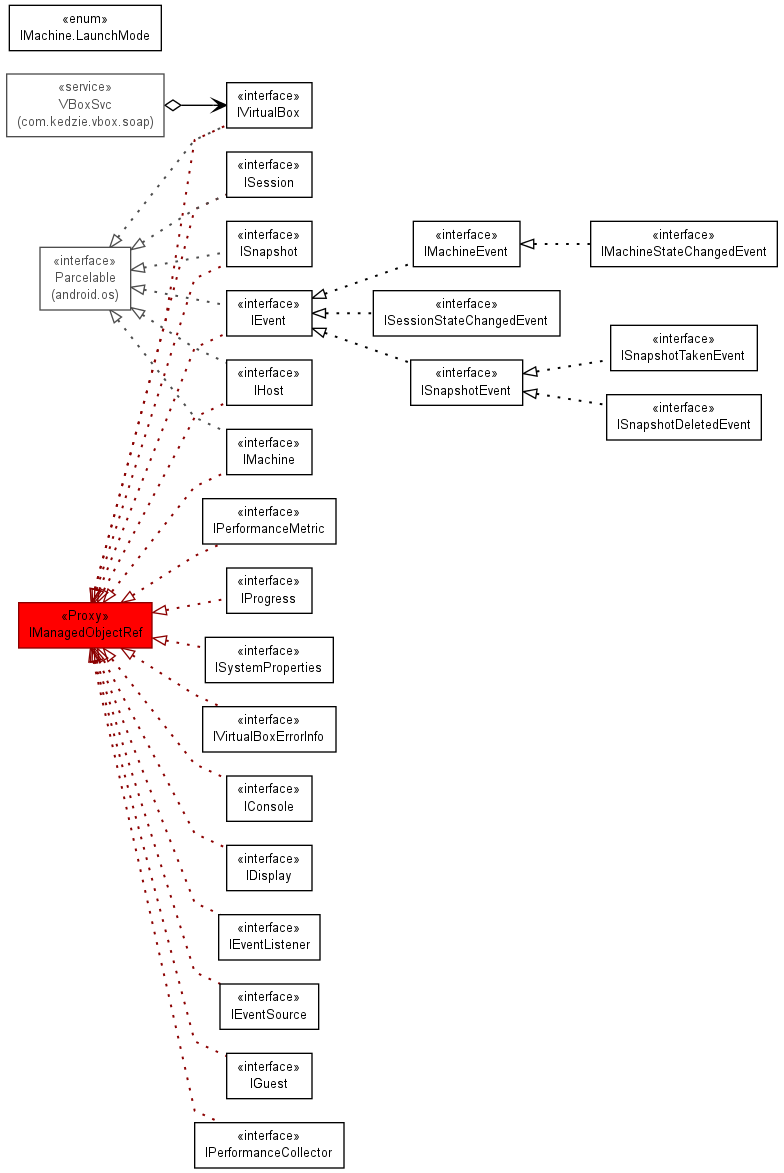 «enum»
IMachine.LaunchMode
«service»
VBoxSvc
(com.kedzie.vbox.soap)
«interface»
IVirtualBox
«interface»
ISession
«interface»
ISnapshot
«interface»
IMachineEvent
«interface»
IMachineStateChangedEvent
«interface»
Parcelable
(android.os)
«interface»
IEvent
«interface»
ISessionStateChangedEvent
«interface»
ISnapshotTakenEvent
«interface»
IHost
«interface»
ISnapshotEvent
«interface»
ISnapshotDeletedEvent
«interface»
IMachine
«interface»
IPerformanceMetric
«interface»
IProgress
«Proxy»
IManagedObjectRef
«interface»
ISystemProperties
«interface»
IVirtualBoxErrorInfo
«interface»
IConsole
«interface»
IDisplay
«interface»
IEventListener
«interface»
IEventSource
«interface»
IGuest
«interface»
IPerformanceCollector